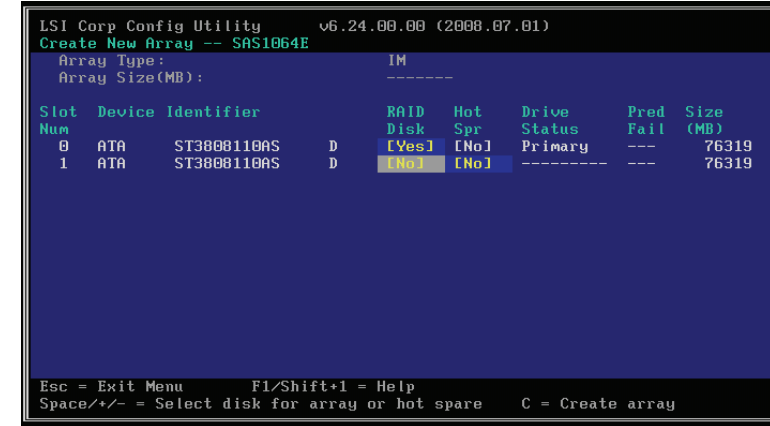 LSI Corp Config Utility v6.24.00.00 (2008.07.01)
Create New Array -- SAS1064E
Array Type: IM
Array Size(MB): -------
Slot Device Identifier RAID Hot Drive Pred Size
Num Disk Spr Status Fail (MB)
0 ATA ST3808110AS D [Yes] [No] Primary --- 76319
1 ATA ST3808110AS D [No] [No] --------- --- 76319
Esc = Exit Menu F1/Shift+1 = Help
Space/+/- = Select disk for array or hot spare C = Create array